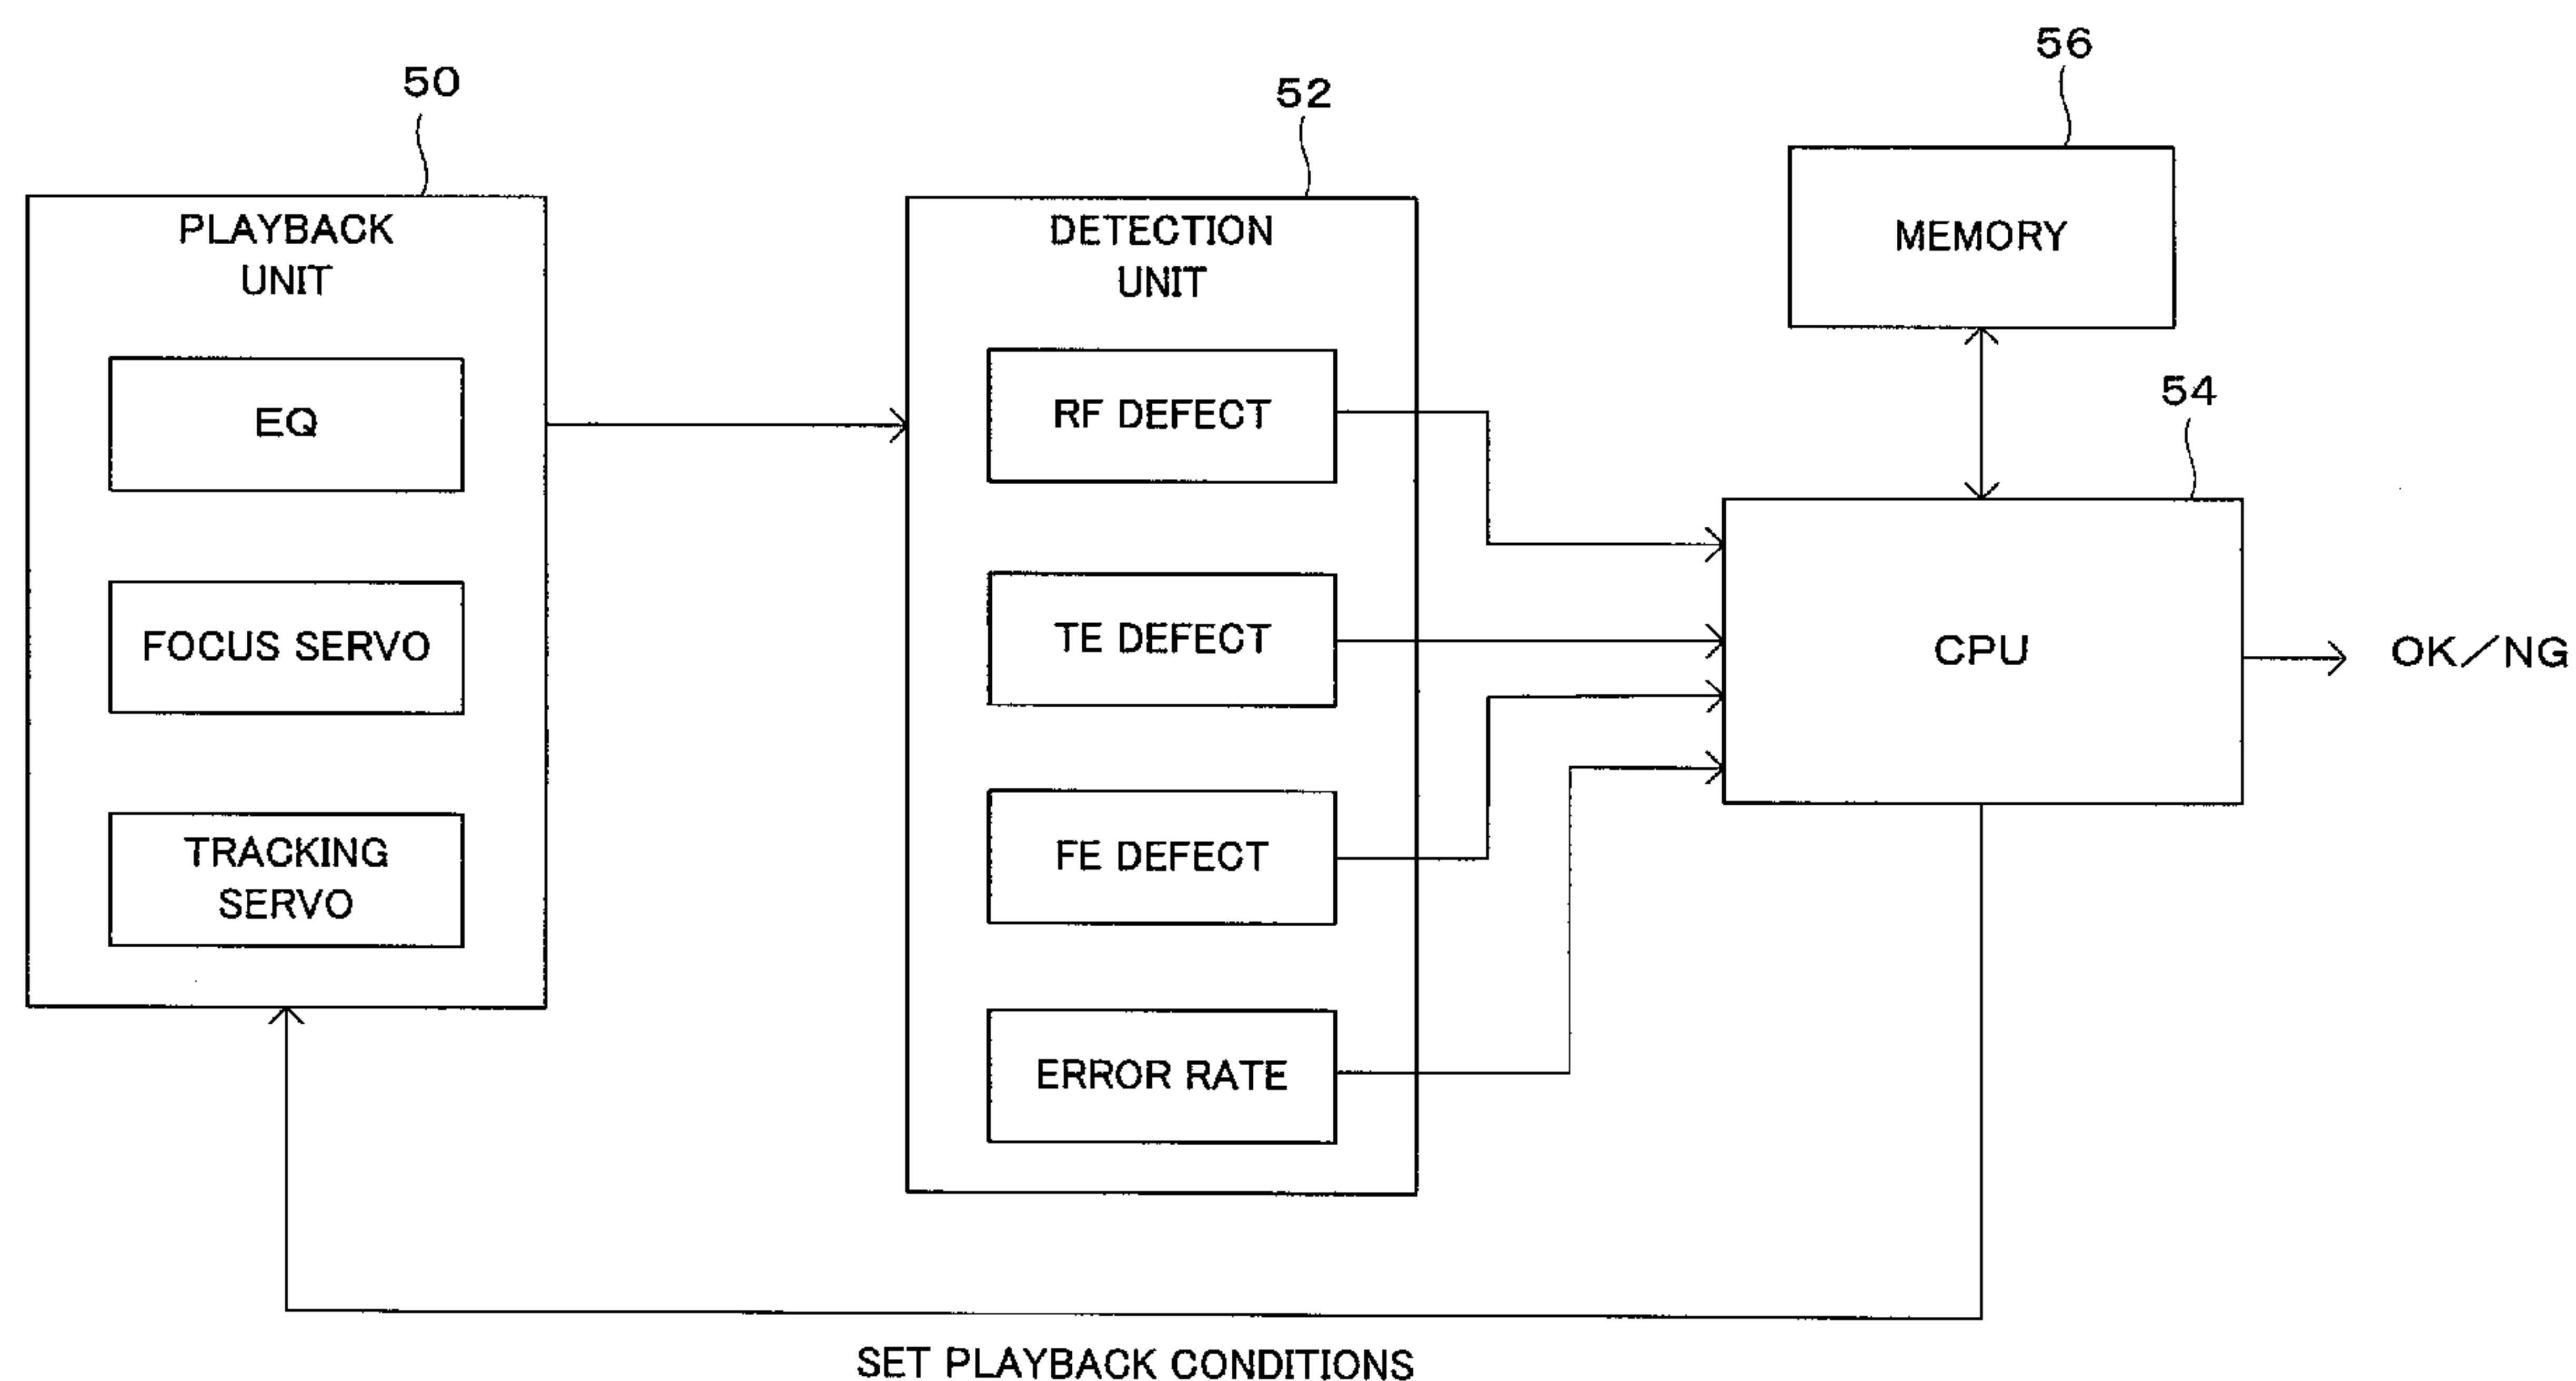 50
PLAYBACK
UNIT
EQ
FOCUS SERVO
TRACKING
SERVO
52
DETECTION
UNIT
RF DEFECT
TE DEFECT
FE DEFECT
ERROR RATE
56
MEMORY
54
CPU
OK/NG
SET PLAYBACK CONDITIONS